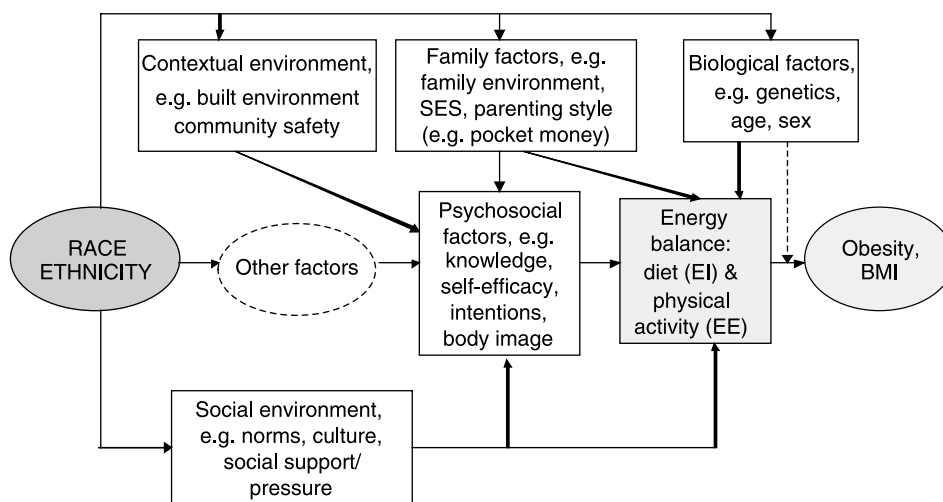 Contextual environment,
e.g. built environment
community safety
Family factors, e.g.
family environment,
SES, parenting style
(e.g. pocket money)
Biological factors,
e.g. genetics,
age, sex
RACE
ETHNICITY
Other factors
Psychosocial
factors, e.g.
knowledge,
self-efficacy,
intentions,
body image
Energy
balance:
diet (EI) &
physical
activity (EE)
Obesity,
BMI
Social environment,
e.g. norms, culture,
social support/
pressure